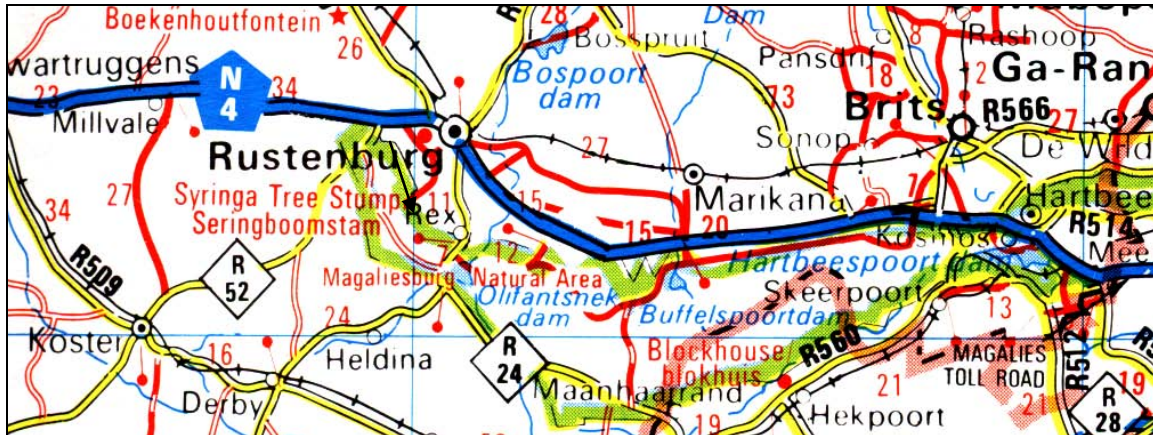 Boekenhoutfontein
26
28
Bosspruit
Dam
Rashoop
8
Pansdrif
18
12
Ga-Ran
wartruggens
N
4
34
Bospoort
dam
73
Brits
R566
23
Millvale
27
Sonop
27
De Wild
Rustenburg
Marikana
7
Hartbee
27
34
Syringa Tree Stump
Seringboomstam
11
Rex
15
15
20
Kosmos
R514
Mee
R509
R
52
7
12
Magaliesburg Natural Area
Hartbeespoort dam
Olifantsnek
dam
Buffelspoortdam
Skeerpoort
13
Koster
24
16
Heldina
R
24
Blockhouse
blokhuis
R560
MAGALIES
TOLL ROAD
R512
Derby
Maanhaarrand
21
21
19
R
28
19
Hekpoort